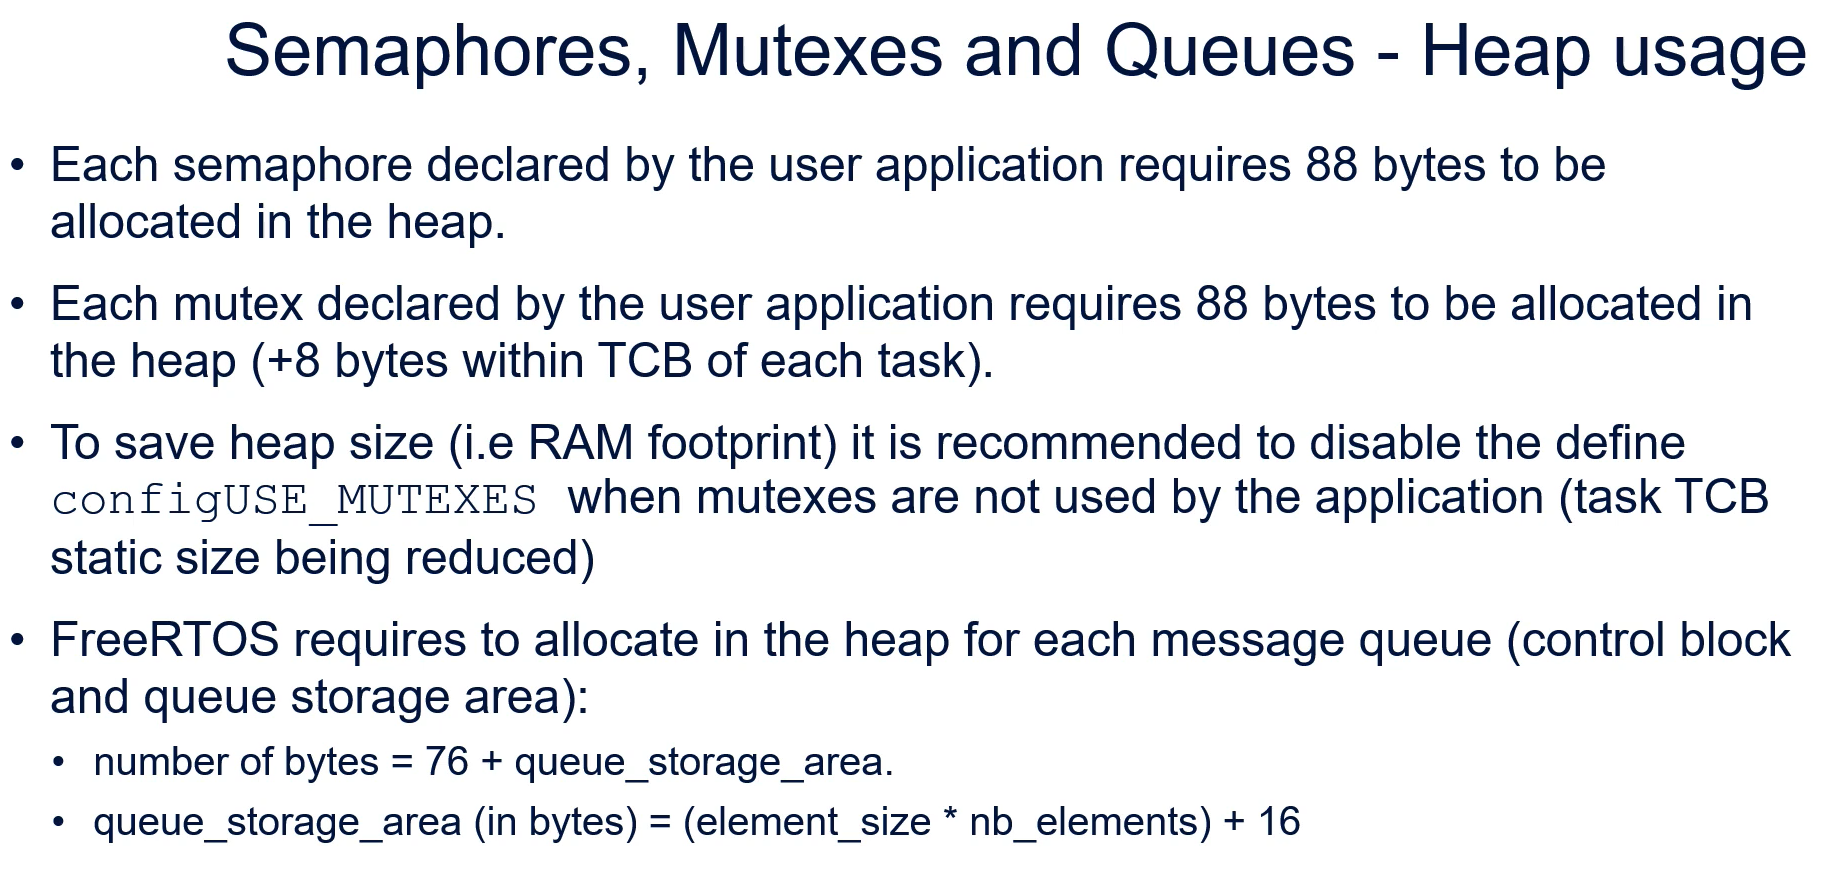 Semaphores, Mutexes and Queues - Heap usage
• Each semaphore declared by the user application requires 88 bytes to be
allocated in the heap.
• Each mutex declared by the user application requires 88 bytes to be allocated in
the heap (+8 bytes within TCB of each task).
• To save heap size (i.e RAM footprint) it is recommended to disable the define
configUSE_MUTEXES when mutexes are not used by the application (task TCB
static size being reduced)
• FreeRTOS requires to allocate in the heap for each message queue (control block
and queue storage area):
• number of bytes = 76 + queue_storage_area.
• queue_storage_area (in bytes) = (element_size * nb_elements) + 16